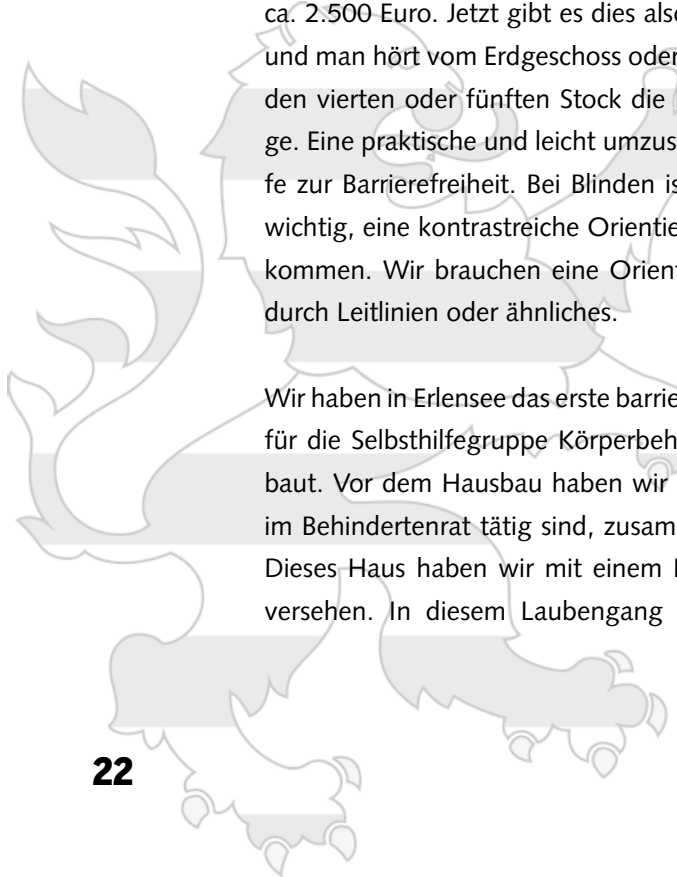 ca. 2.500 Euro. Jetzt gibt es dies also
und man hört vom Erdgeschoss oder
den vierten oder fünften Stock die
ge. Eine praktische und leicht umzus
fe zur Barrierefreiheit. Bei Blinden is
wichtig, eine kontrastreiche Orientie
kommen. Wir brauchen eine Orient
durch Leitlinien oder ähnliches.
Wir haben in Erlensee das erste barrie
für die Selbsthilfegruppe Körperbeh
baut. Vor dem Hausbau haben wir
im Behindertenrat tätig sind, zusam
Dieses Haus haben wir mit einem
versehen. In diesem Laubengang
22